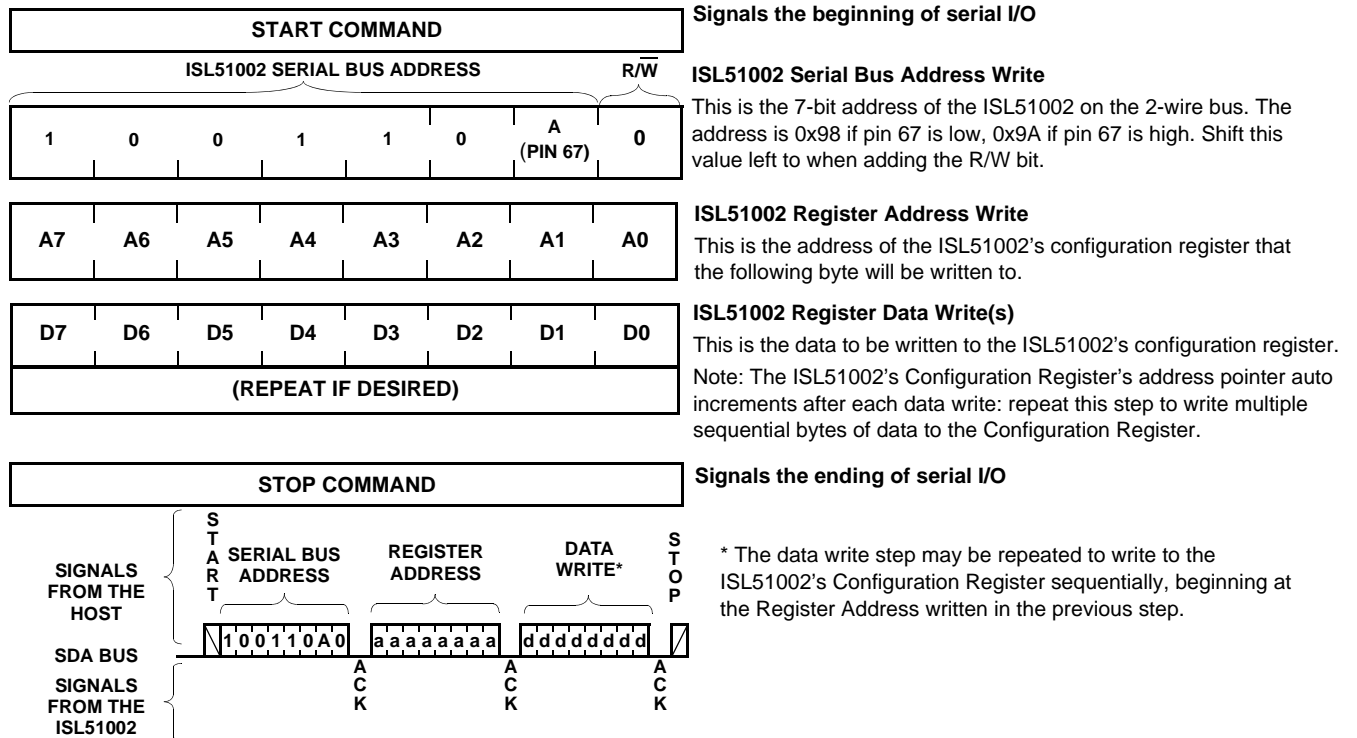 START COMMAND
Signals the beginning of serial I/O
ISL51002 SERIAL BUS ADDRESS
R/W̅
1 0 0 1 1 0 A (PIN 67) 0
ISL51002 Serial Bus Address Write
This is the 7-bit address of the ISL51002 on the 2-wire bus. The
address is 0x98 if pin 67 is low, 0x9A if pin 67 is high. Shift this
value left to when adding the R/W bit.
A7 A6 A5 A4 A3 A2 A1 A0
ISL51002 Register Address Write
This is the address of the ISL51002’s configuration register that
the following byte will be written to.
D7 D6 D5 D4 D3 D2 D1 D0
(REPEAT IF DESIRED)
ISL51002 Register Data Write(s)
This is the data to be written to the ISL51002’s configuration register.
Note: The ISL51002’s Configuration Register’s address pointer auto
increments after each data write: repeat this step to write multiple
sequential bytes of data to the Configuration Register.
STOP COMMAND
Signals the ending of serial I/O
SIGNALS
FROM THE
HOST
START
SERIAL BUS
ADDRESS
REGISTER
ADDRESS
DATA
WRITE*
STOP
SDA BUS
1 0 0 1 1 0 A 0
a a a a a a a a
d d d d d d d d
SIGNALS
FROM THE
ISL51002
ACK
ACK
ACK
* The data write step may be repeated to write to the
ISL51002’s Configuration Register sequentially, beginning at
the Register Address written in the previous step.